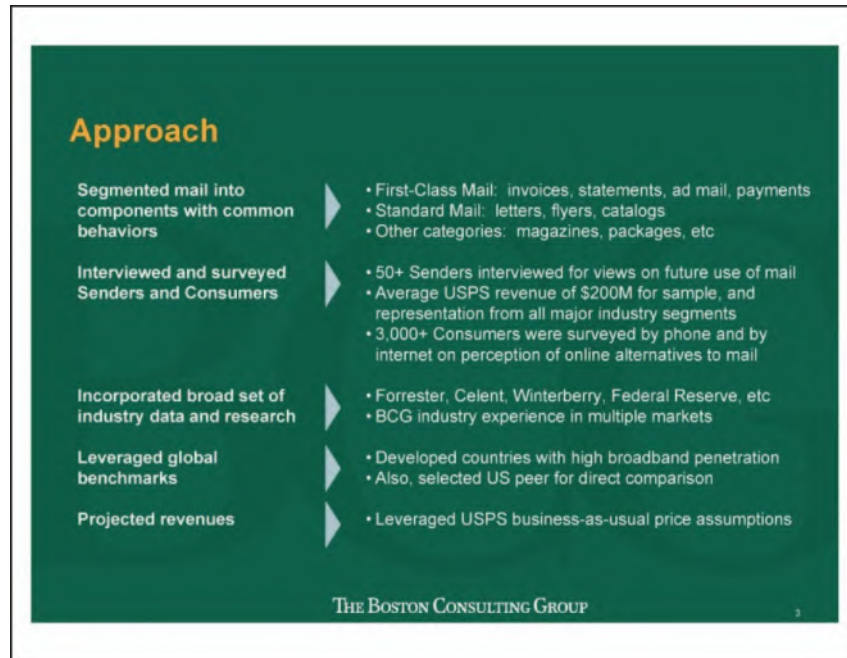 Approach
Segmented mail into
components with common
behaviors
• First-Class Mail: invoices, statements, ad mail, payments
• Standard Mail: letters, flyers, catalogs
• Other categories: magazines, packages, etc
Interviewed and surveyed
Senders and Consumers
• 50+ Senders interviewed for views on future use of mail
• Average USPS revenue of $200M for sample, and
representation from all major industry segments
• 3,000+ Consumers were surveyed by phone and by
internet on perception of online alternatives to mail
Incorporated broad set of
industry data and research
• Forrester, Celent, Winterberry, Federal Reserve, etc
• BCG industry experience in multiple markets
Leveraged global
benchmarks
• Developed countries with high broadband penetration
• Also, selected US peer for direct comparison
Projected revenues
• Leveraged USPS business-as-usual price assumptions
THE BOSTON CONSULTING GROUP
3
BCG